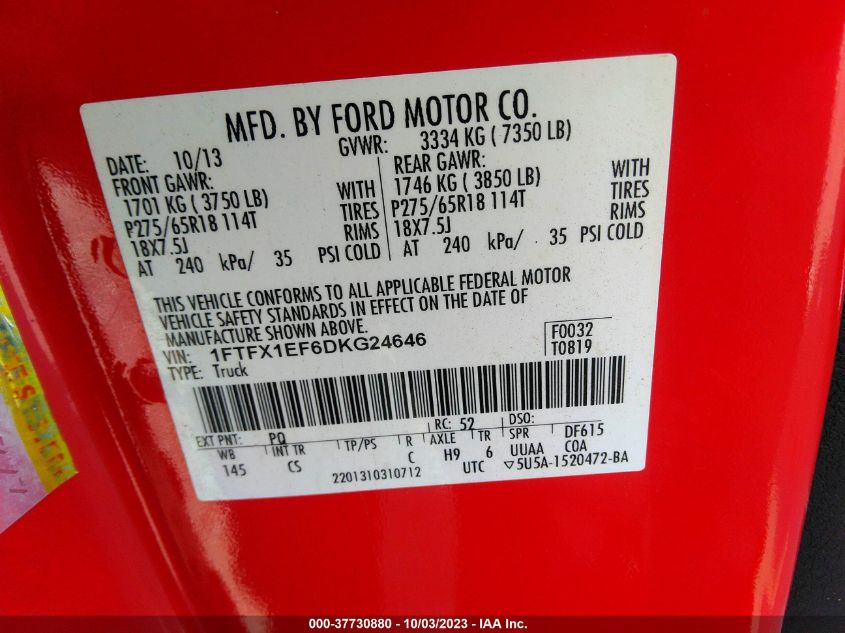 MFD. BY FORD MOTOR CO.
DATE: 10/13 GVWR: 3334 KG ( 7350 LB)
FRONT GAWR: REAR GAWR:
1701 KG ( 3750 LB) WITH 1746 KG ( 3850 LB) WITH
P275/65R18 114T TIRES P275/65R18 114T TIRES
18X7.5J RIMS 18X7.5J RIMS
AT 240 kPa/ 35 PSI COLD AT 240 kPa/ 35 PSI COLD
THIS VEHICLE CONFORMS TO ALL APPLICABLE FEDERAL MOTOR
VEHICLE SAFETY STANDARDS IN EFFECT ON THE DATE OF
MANUFACTURE SHOWN ABOVE.
VIN: 1FTFX1EF6DKG24646 F0032
TYPE: Truck T0819
EXT PNT: PQ RC: 52 DSO:
WB INT TR TP/PS R AXLE TR SPR DF615
145 CS C H9 6 UUAA COA
2201310310712 UTC ▽5U5A-1520472-BA
000-37730880 - 10/03/2023 - IAA Inc.